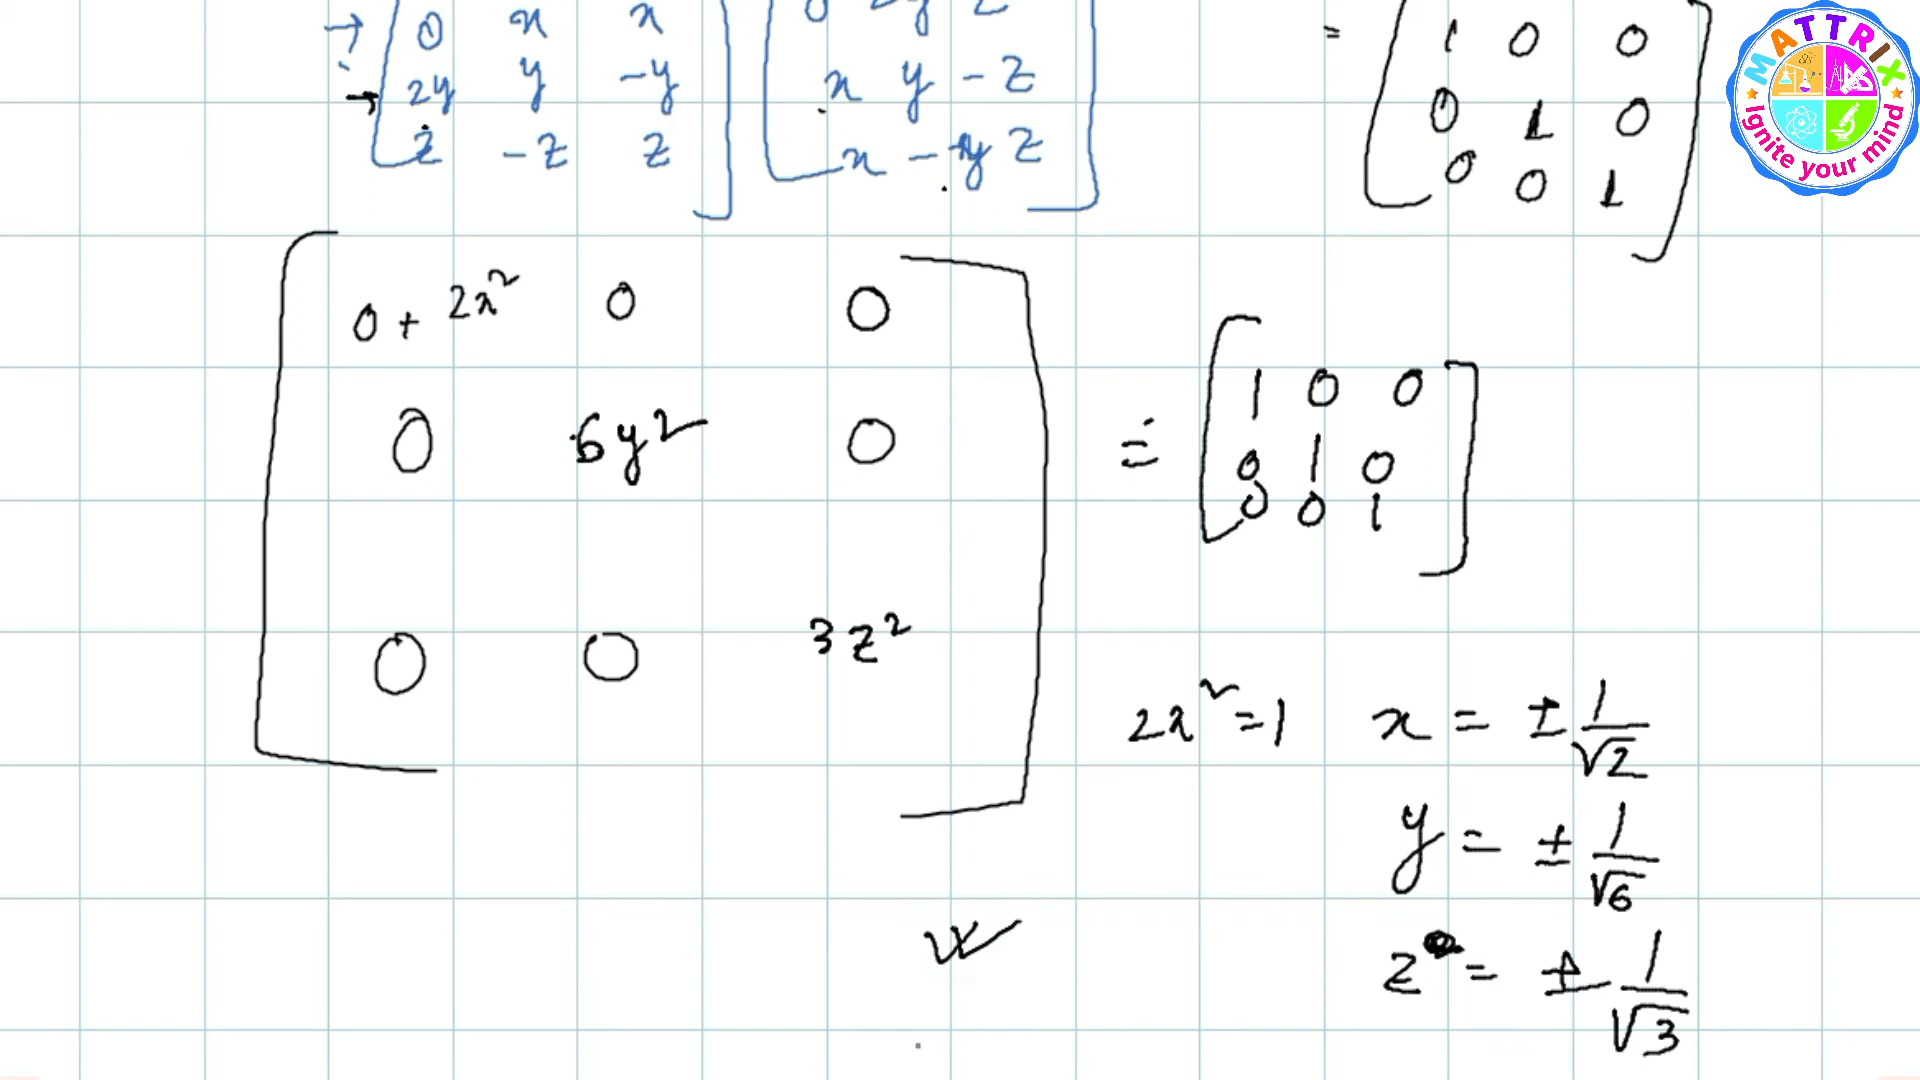 → [ 0 x x ] [ 0 2y z ] = [ 1 0 0
→ 2y y -y x y -z 0 1 0
z -z z ] x -y z ] 0 0 1 ]
MATTRIX
Ignite your mind
[ 0 + 2x² 0 0
0 6y² 0
0 0 3z² ]
= [ 1 0 0
0 1 0
0 0 1 ]
2x² = 1 x = ± 1/√2
y = ± 1/√6
z = ± 1/√3